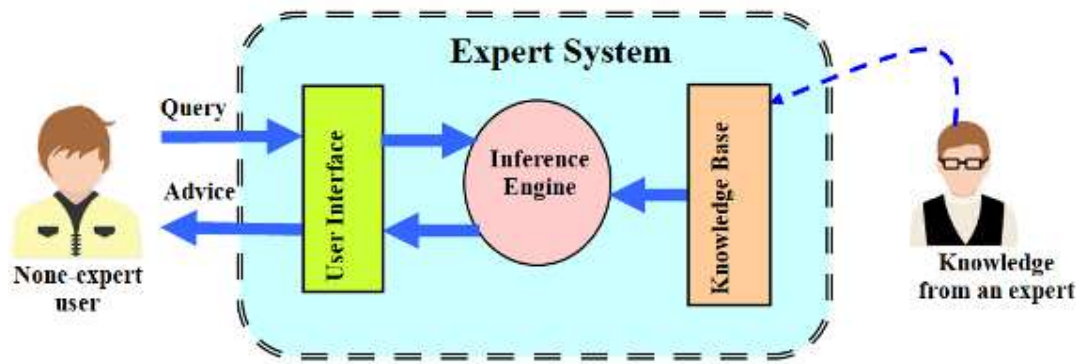 Expert System
Query
Advice
User Interface
Inference
Engine
Knowledge Base
None-expert
user
Knowledge
from an expert